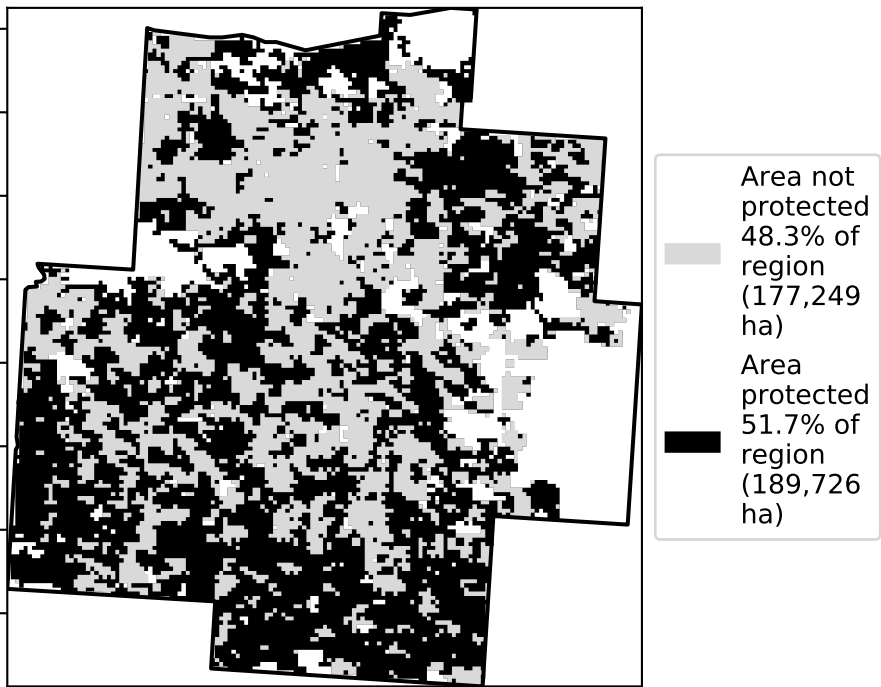 Area not
protected
48.3% of
region
(177,249
ha)
Area
protected
51.7% of
region
(189,726
ha)